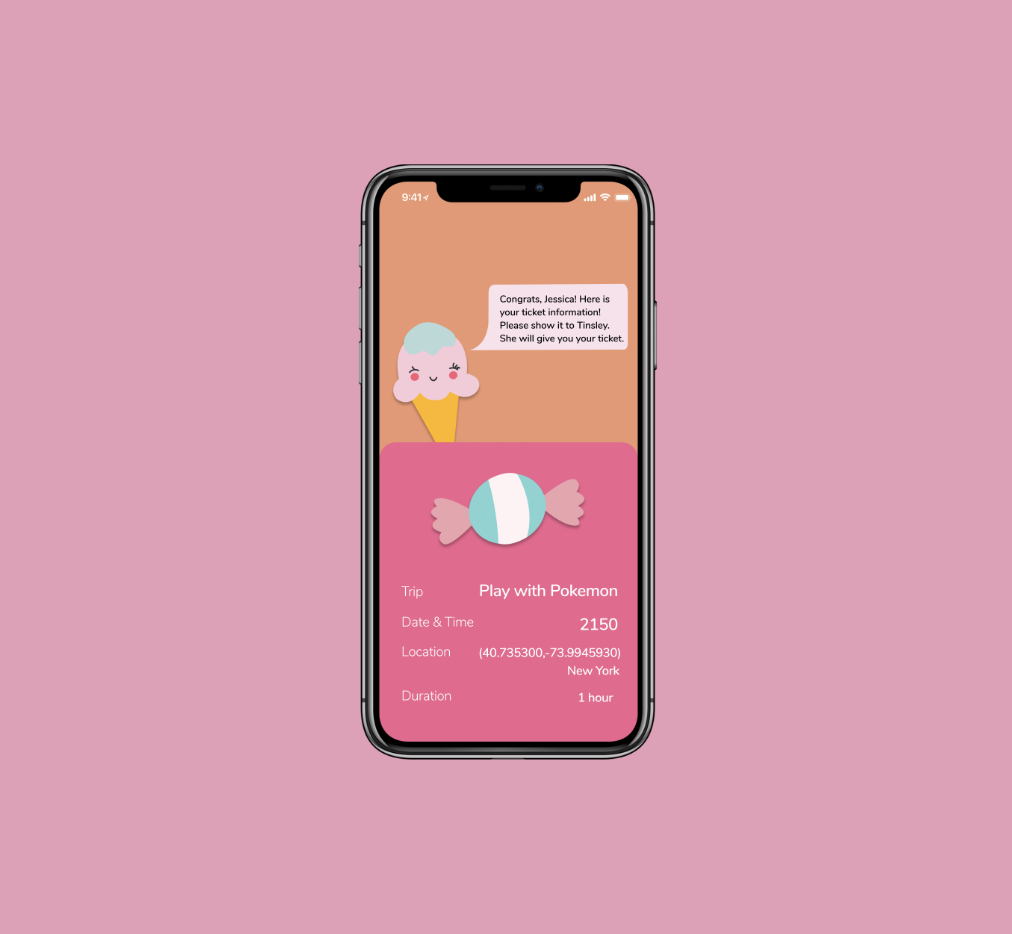 9:41
Congrats, Jessica! Here is
your ticket information!
Please show it to Tinsley.
She will give you your ticket.
Trip Play with Pokemon
Date & Time 2150
Location (40.735300,-73.9945930)
New York
Duration 1 hour